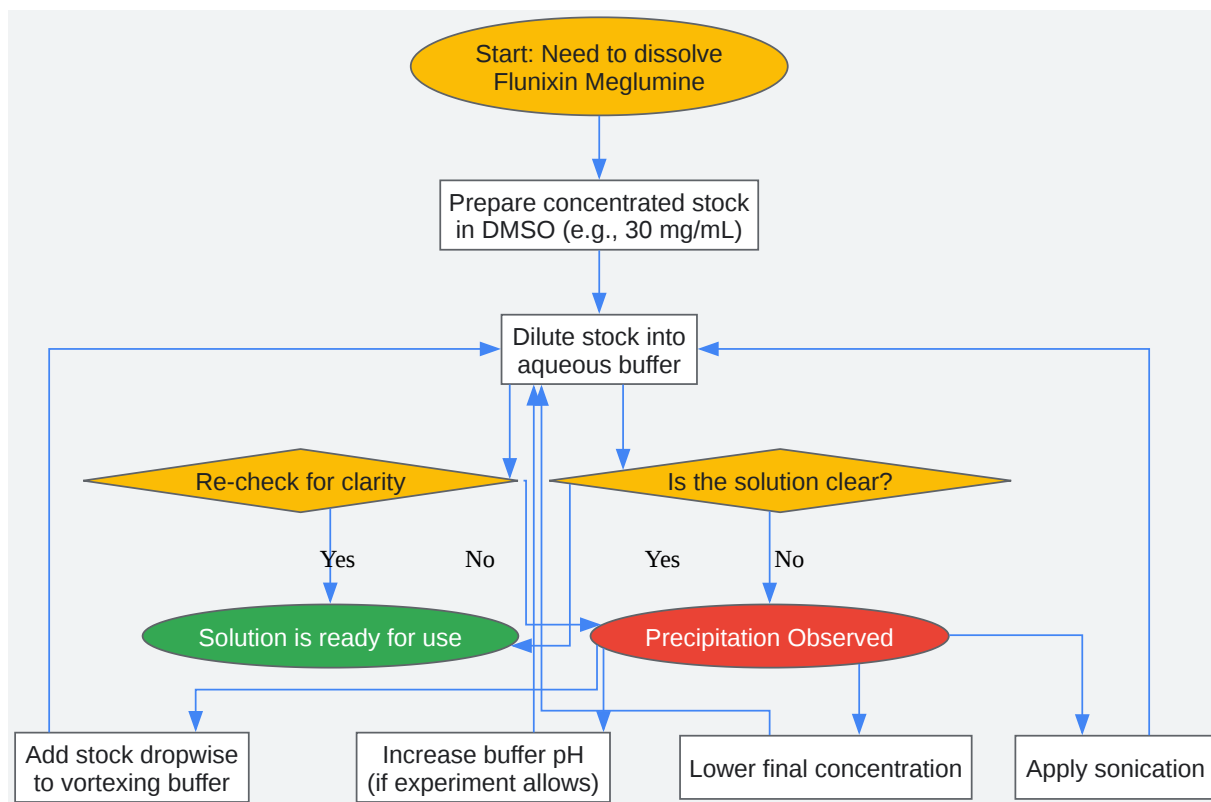 Start: Need to dissolve
Flunixin Meglumine
Prepare concentrated stock
in DMSO (e.g., 30 mg/mL)
Dilute stock into
aqueous buffer
Re-check for clarity
Is the solution clear?
Yes
No
Yes
No
Solution is ready for use
Precipitation Observed
Add stock dropwise
to vortexing buffer
Increase buffer pH
(if experiment allows)
Lower final concentration
Apply sonication